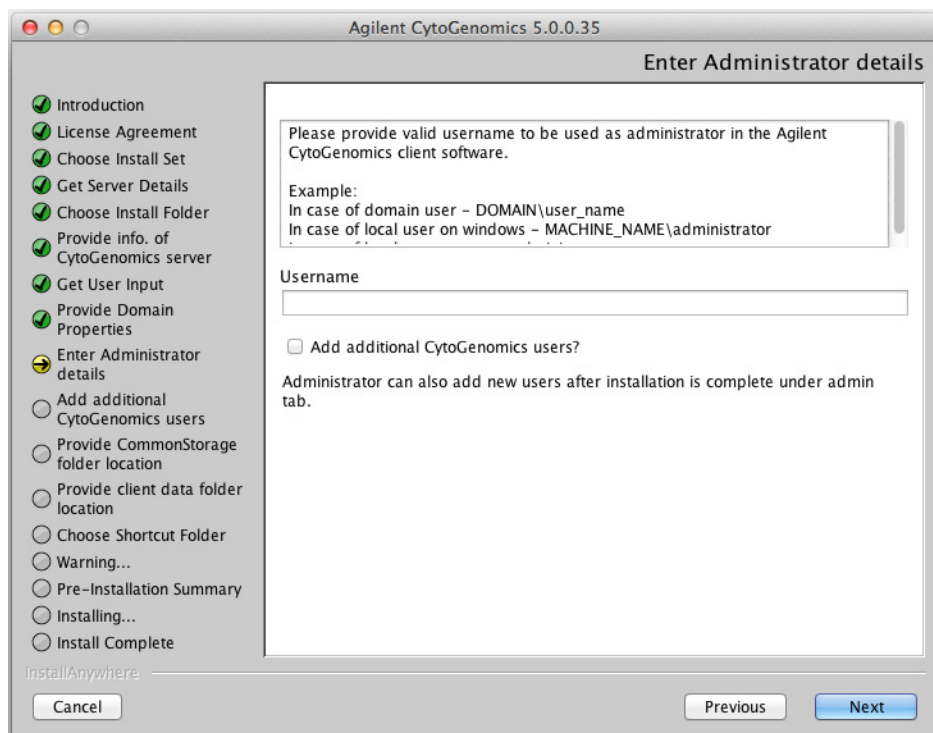 Agilent CytoGenomics 5.0.0.35
Enter Administrator details
Introduction
License Agreement
Choose Install Set
Get Server Details
Choose Install Folder
Provide info. of
CytoGenomics server
Get User Input
Provide Domain
Properties
Enter Administrator
details
Add additional
CytoGenomics users
Provide CommonStorage
folder location
Provide client data folder
location
Choose Shortcut Folder
Warning...
Pre-Installation Summary
Installing...
Install Complete
Please provide valid username to be used as administrator in the Agilent
CytoGenomics client software.
Example:
In case of domain user – DOMAIN\user_name
In case of local user on windows – MACHINE_NAME\administrator
Username
Add additional CytoGenomics users?
Administrator can also add new users after installation is complete under admin
tab.
InstallAnywhere
Cancel
Previous
Next